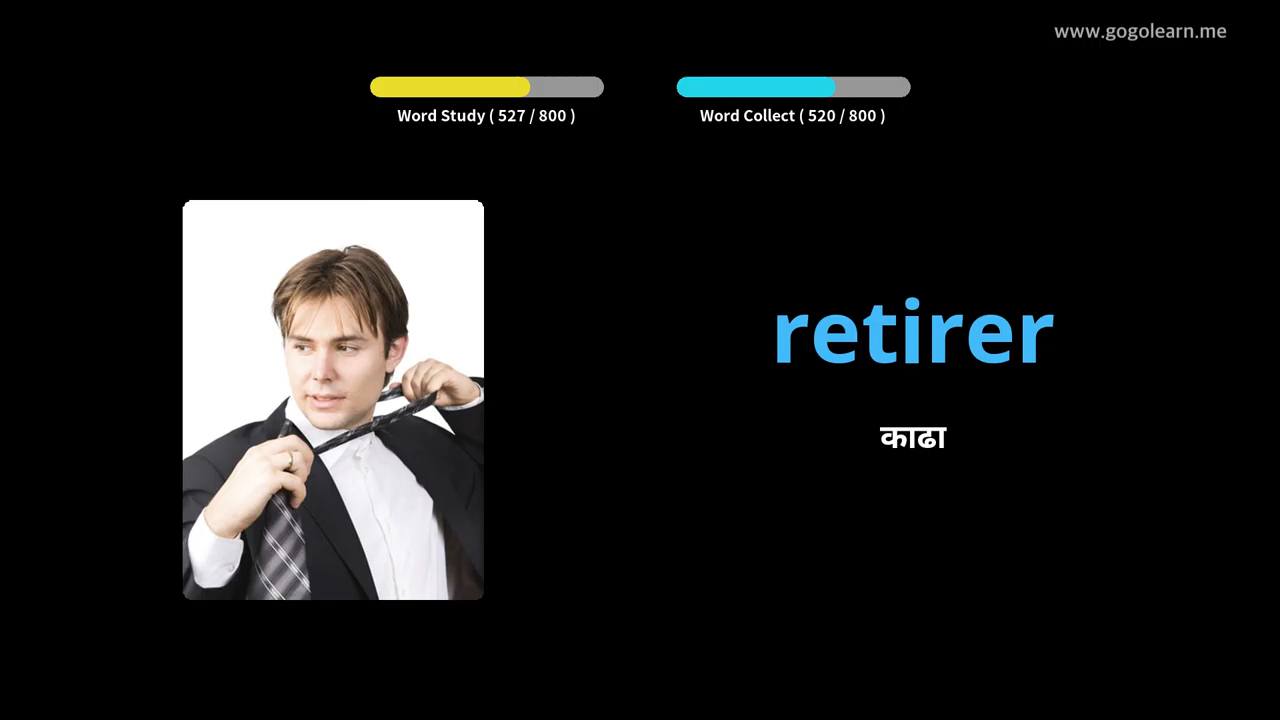 www.gogolearn.me
Word Study ( 527 / 800 )
Word Collect ( 520 / 800 )
retirer
काढा